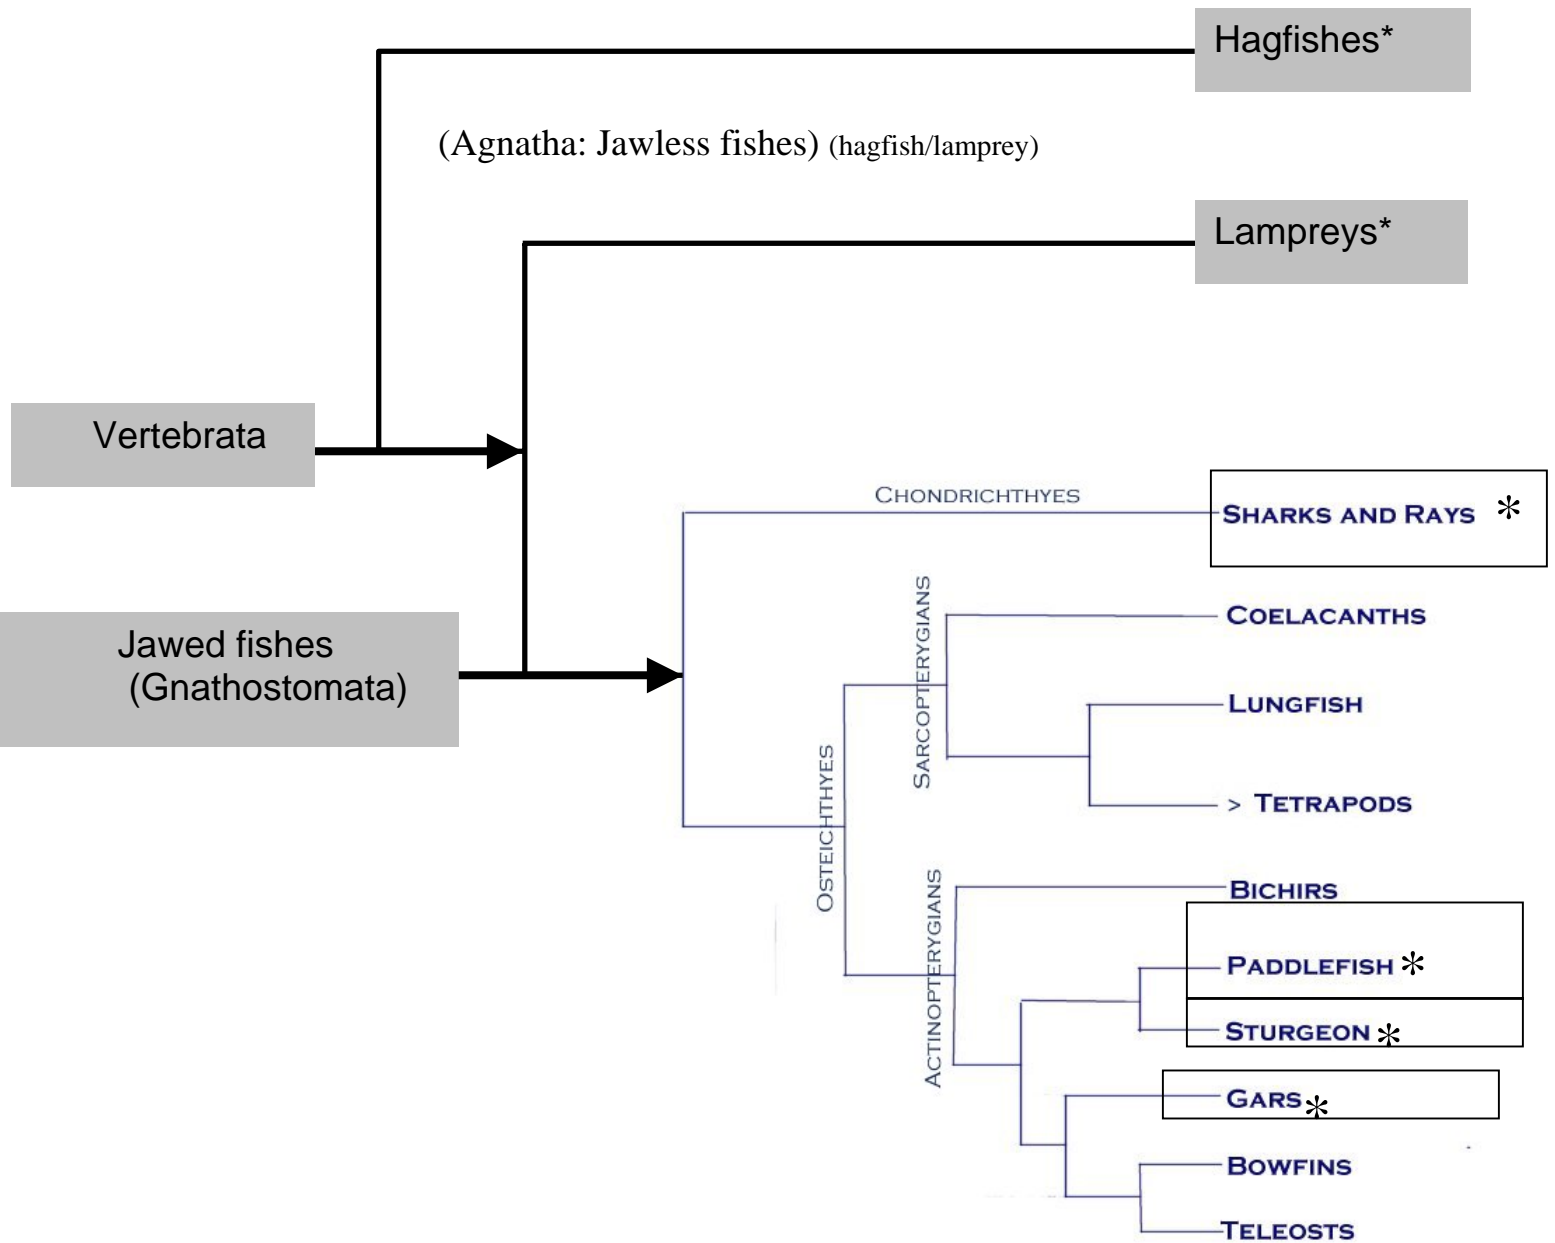 Hagfishes*
(Agnatha: Jawless fishes) (hagfish/lamprey)
Lampreys*
Vertebrata
CHONDRICHTHYES
SHARKS AND RAYS *
Jawed fishes
(Gnathostomata)
SARCOPTERYGIANS
COELACANTHS
LUNGFISH
> TETRAPODS
OSTEICHTHYES
ACTINOPTERYGIANS
BICHIRS
PADDLEFISH *
STURGEON *
GARS *
BOWFINS
TELEOSTS